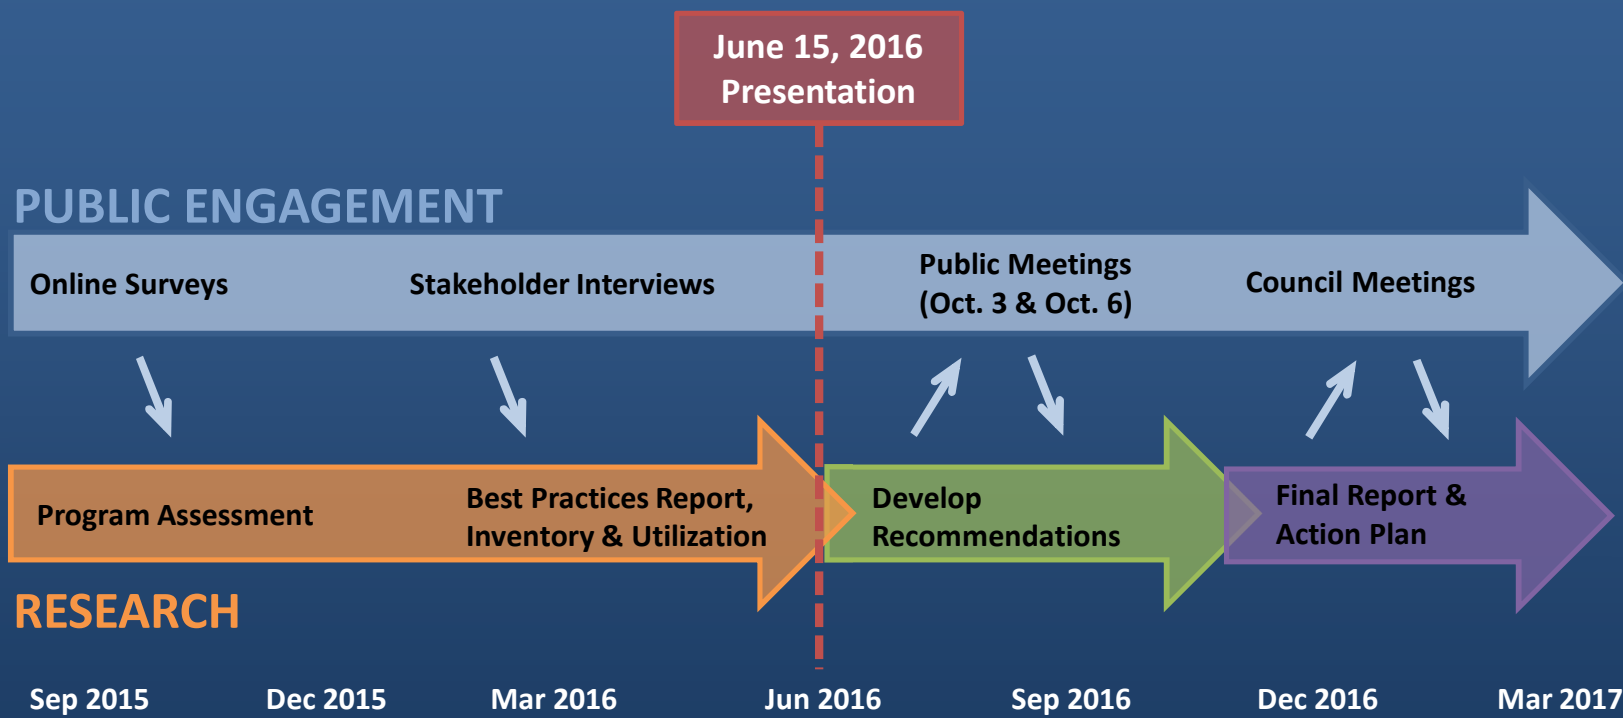 June 15, 2016
Presentation
PUBLIC ENGAGEMENT
Online Surveys
Stakeholder Interviews
Public Meetings
(Oct. 3 & Oct. 6)
Council Meetings
Program Assessment
Best Practices Report,
Inventory & Utilization
Develop
Recommendations
Final Report &
Action Plan
RESEARCH
Sep 2015
Dec 2015
Mar 2016
Jun 2016
Sep 2016
Dec 2016
Mar 2017